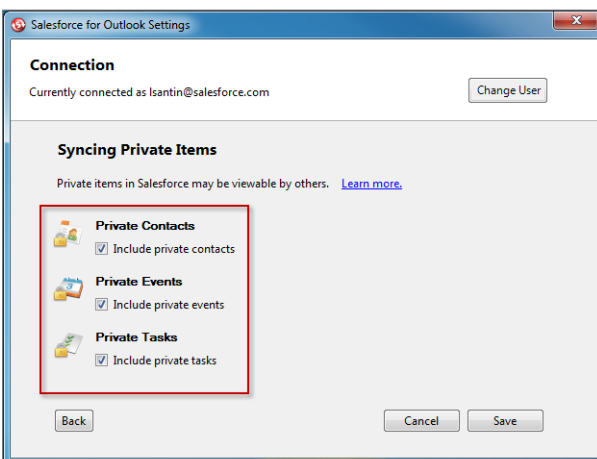 Salesforce for Outlook Settings
Connection
Currently connected as lsantin@salesforce.com
Change User
Syncing Private Items
Private items in Salesforce may be viewable by others. Learn more.
Private Contacts
Include private contacts
Private Events
Include private events
Private Tasks
Include private tasks
Back
Cancel
Save